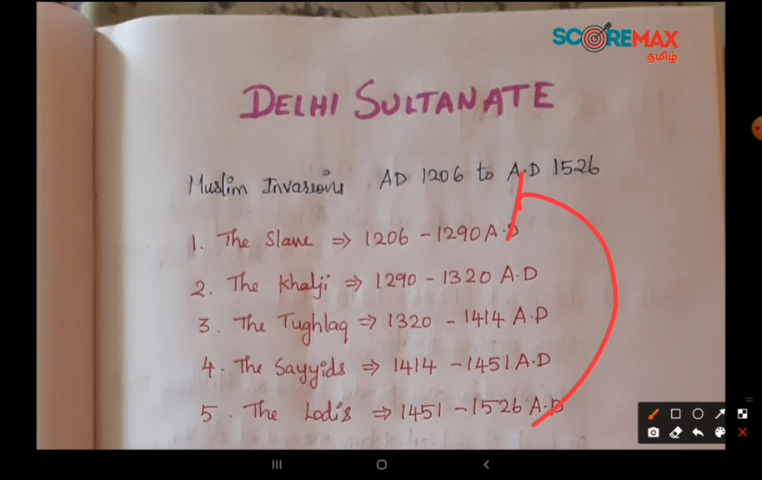 SCOREMAX
தமிழ்
DELHI SULTANATE
Muslim Invasions AD 1206 to A.D 1526
1. The Slave ⇒ 1206 - 1290 A.D
2. The Khalji ⇒ 1290 - 1320 A.D
3. The Tughlaq ⇒ 1320 - 1414 A.D
4. The Sayyids ⇒ 1414 - 1451 A.D
5. The Lodi's ⇒ 1451 - 1526 A.D